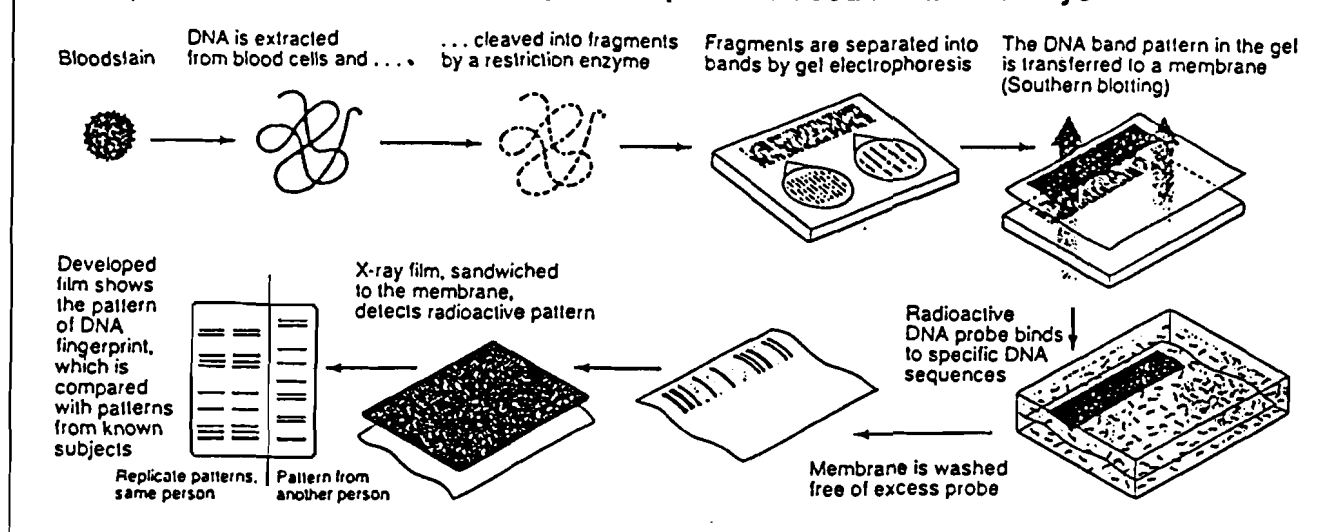 Bloodstain
DNA is extracted
from blood cells and ....
... cleaved into fragments
by a restriction enzyme
Fragments are separated into
bands by gel electrophoresis
The DNA band pattern in the gel
is transferred to a membrane
(Southern blotting)
Radioactive
DNA probe binds
to specific DNA
sequences
Membrane is washed
free of excess probe
X-ray film, sandwiched
to the membrane,
detects radioactive pattern
Developed
film shows
the pattern
of DNA
fingerprint,
which is
compared
with patterns
from known
subjects
Replicate patterns,
same person
Pattern from
another person